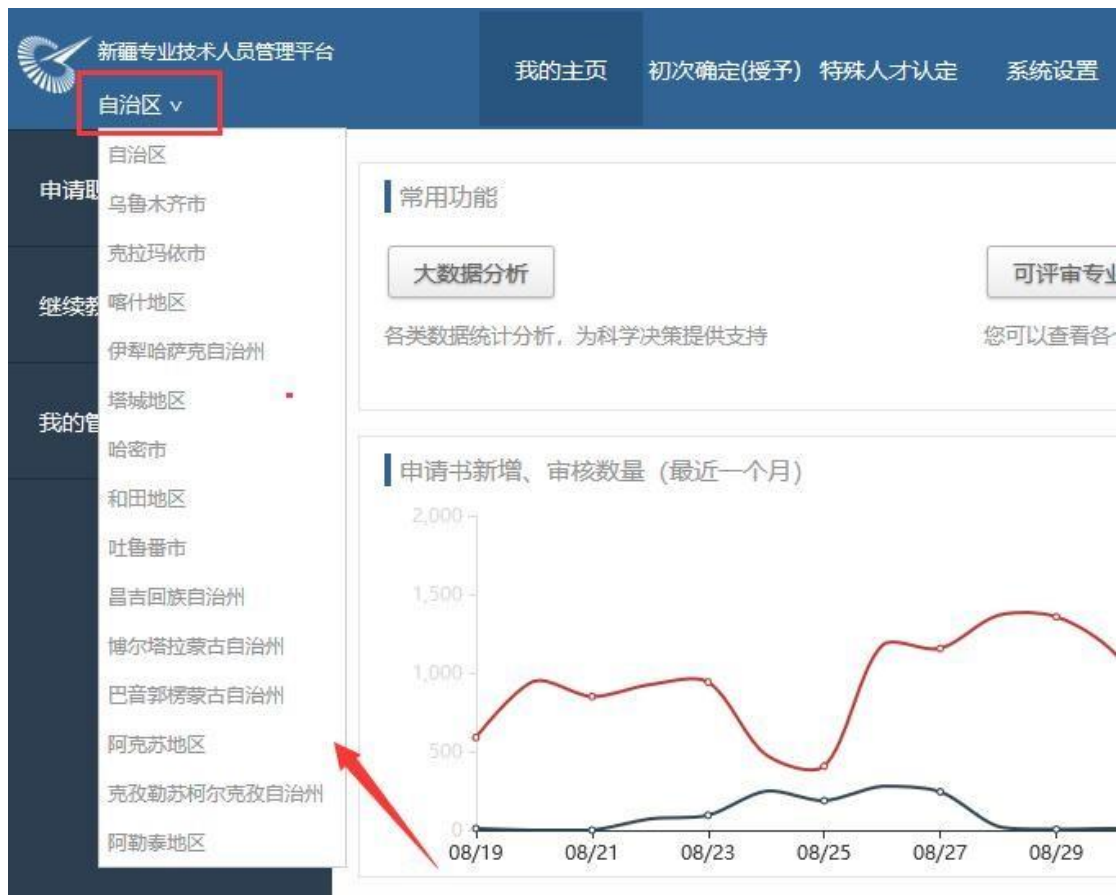 新疆专业技术人员管理平台
自治区 ∨
我的主页
初次确定(授予)
特殊人才认定
系统设置
申请职
继续教
我的管
自治区
乌鲁木齐市
克拉玛依市
喀什地区
伊犁哈萨克自治州
塔城地区
哈密市
和田地区
吐鲁番市
昌吉回族自治州
博尔塔拉蒙古自治州
巴音郭楞蒙古自治州
阿克苏地区
克孜勒苏柯尔克孜自治州
阿勒泰地区
常用功能
大数据分析
各类数据统计分析，为科学决策提供支持
可评审专业
您可以查看各
申请书新增、审核数量（最近一个月）
2,000
1,500
1,000
500
0
08/19
08/21
08/23
08/25
08/27
08/29